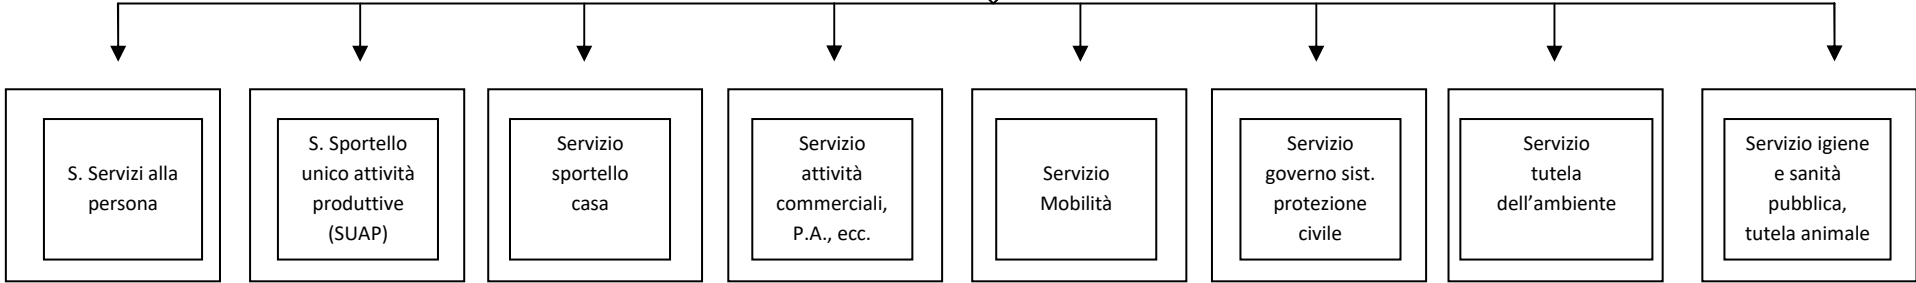 S. Servizi alla
persona
S. Sportello
unico attività
produttive
(SUAP)
Servizio
sportello
casa
Servizio
attività
commerciali,
P.A., ecc.
Servizio
Mobilità
Servizio
governo sist.
protezione
civile
Servizio
tutela
dell’ambiente
Servizio igiene
e sanità
pubblica,
tutela animale